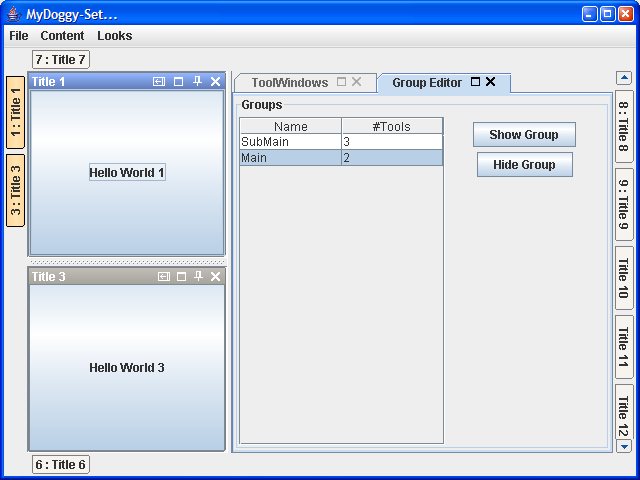 MyDoggy-Set...
File Content Looks
7 : Title 7
1 : Title 1
3 : Title 3
Title 1
Hello World 1
Title 3
Hello World 3
6 : Title 6
ToolWindows
Group Editor
Groups
Name #Tools
SubMain 3
Main 2
Show Group
Hide Group
8 : Title 8
9 : Title 9
Title 10
Title 11
Title 12